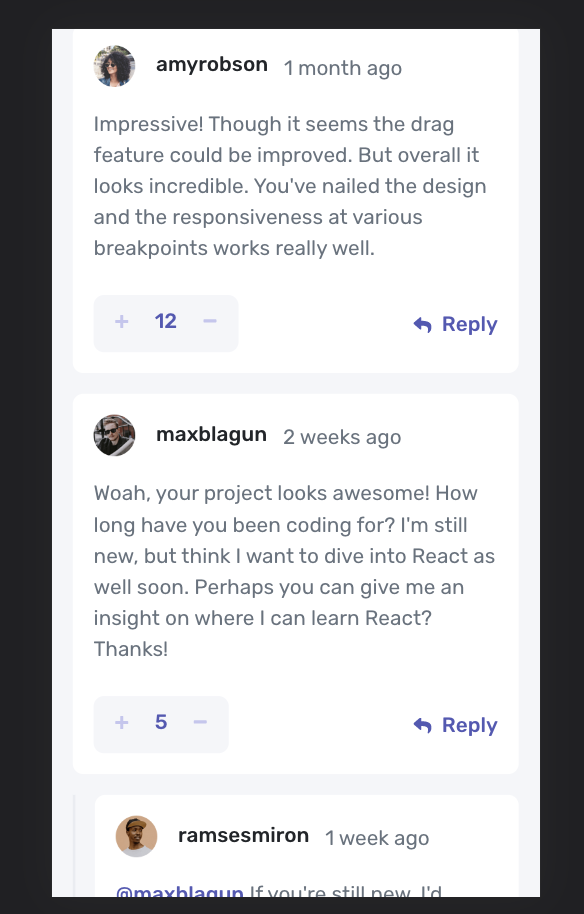 amyrobson 1 month ago
Impressive! Though it seems the drag
feature could be improved. But overall it
looks incredible. You've nailed the design
and the responsiveness at various
breakpoints works really well.
+ 12 − Reply
maxblagun 2 weeks ago
Woah, your project looks awesome! How
long have you been coding for? I'm still
new, but think I want to dive into React as
well soon. Perhaps you can give me an
insight on where I can learn React?
Thanks!
+ 5 − Reply
ramsesmiron 1 week ago
@maxblagun If you're still new, I'd